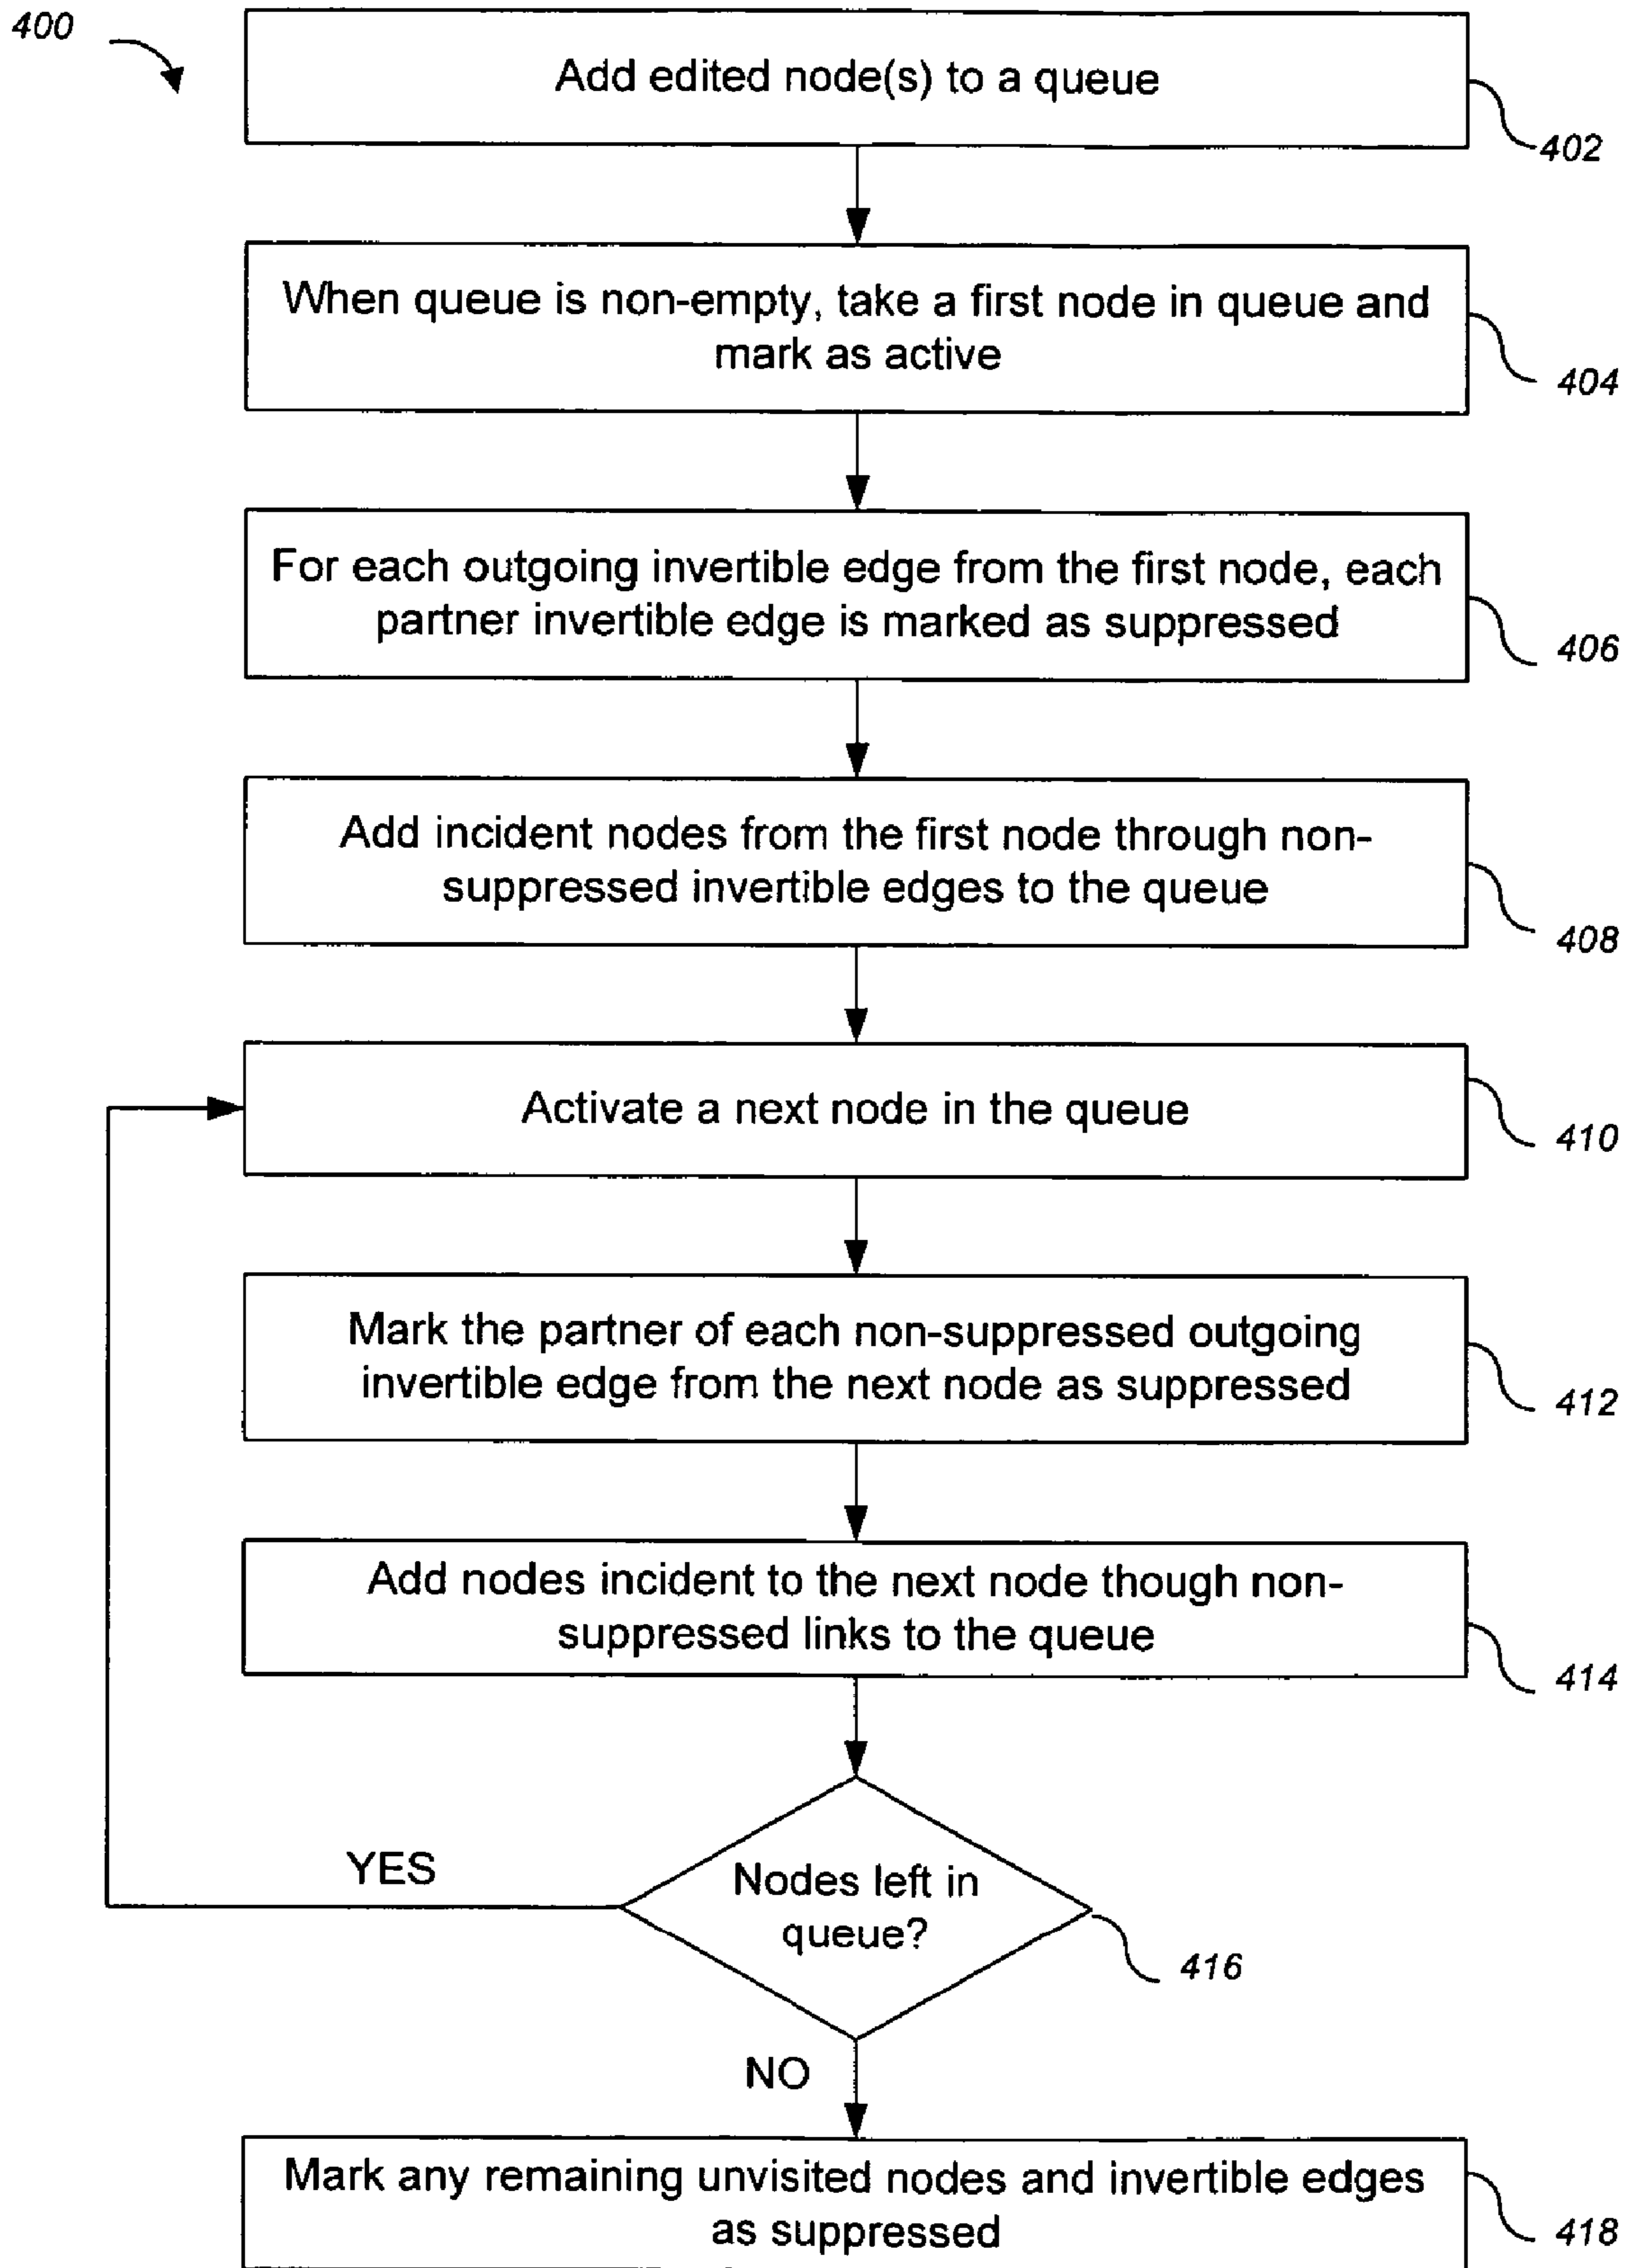 400
Add edited node(s) to a queue
402
When queue is non-empty, take a first node in queue and
mark as active
404
For each outgoing invertible edge from the first node, each
partner invertible edge is marked as suppressed
406
Add incident nodes from the first node through non-
suppressed invertible edges to the queue
408
Activate a next node in the queue
410
Mark the partner of each non-suppressed outgoing
invertible edge from the next node as suppressed
412
Add nodes incident to the next node though non-
suppressed links to the queue
414
YES
Nodes left in
queue?
416
NO
Mark any remaining unvisited nodes and invertible edges
as suppressed
418